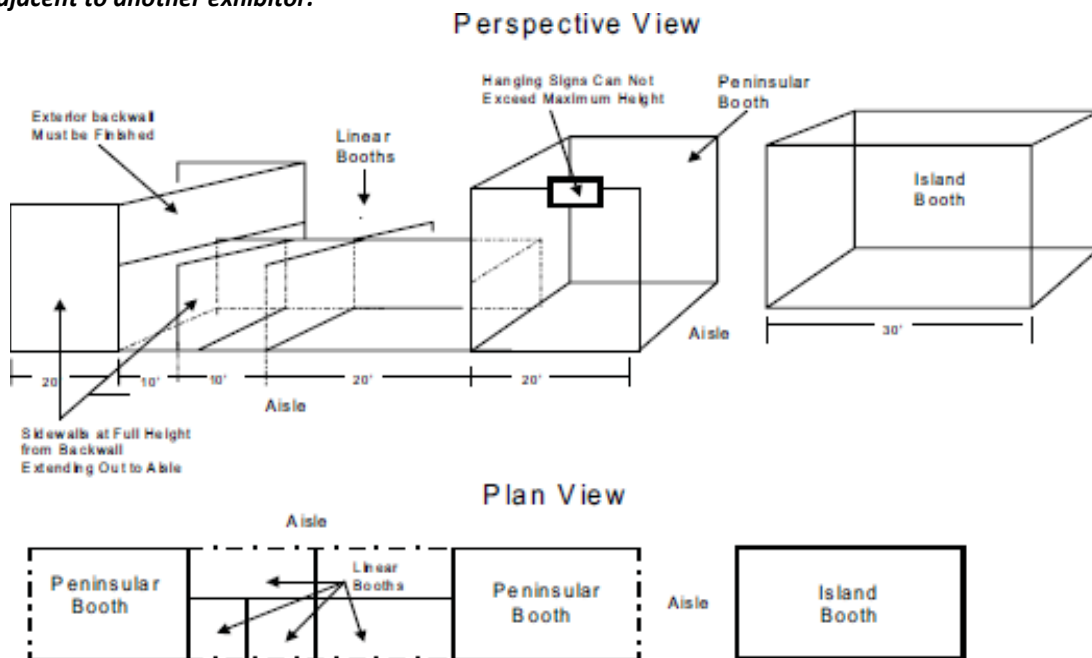 djacent to another exhibitor.
Perspective View
Hanging Signs Can Not
Exceed Maximum Height
Peninsular
Booth
Exterior backwall
Must be Finished
Linear
Booths
Island
Booth
Aisle
30'
20'
10'
10'
20'
20'
Aisle
Sidewalls at Full Height
from Backwall
Extending Out to Aisle
Plan View
Aisle
Peninsular
Booth
Linear
Booths
Peninsular
Booth
Aisle
Island
Booth